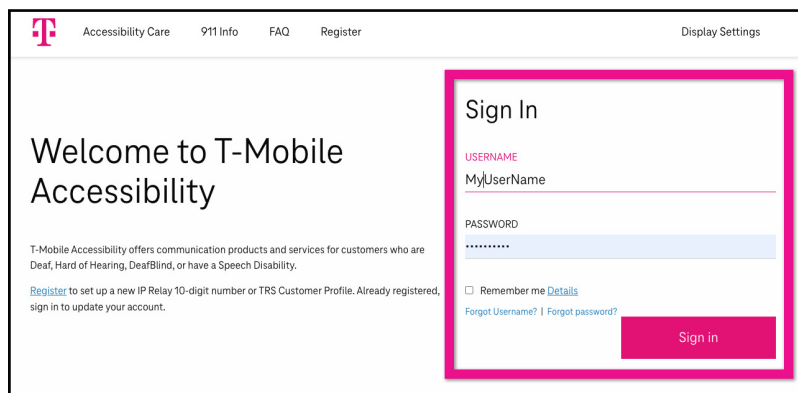 T Accessibility Care 911 Info FAQ Register Display Settings
Welcome to T-Mobile
Accessibility
T-Mobile Accessibility offers communication products and services for customers who are
Deaf, Hard of Hearing, DeafBlind, or have a Speech Disability.
Register to set up a new IP Relay 10-digit number or TRS Customer Profile. Already registered,
sign in to update your account.
Sign In
USERNAME
MyUserName
PASSWORD
••••••••••
Remember me Details
Forgot Username? | Forgot password?
Sign in